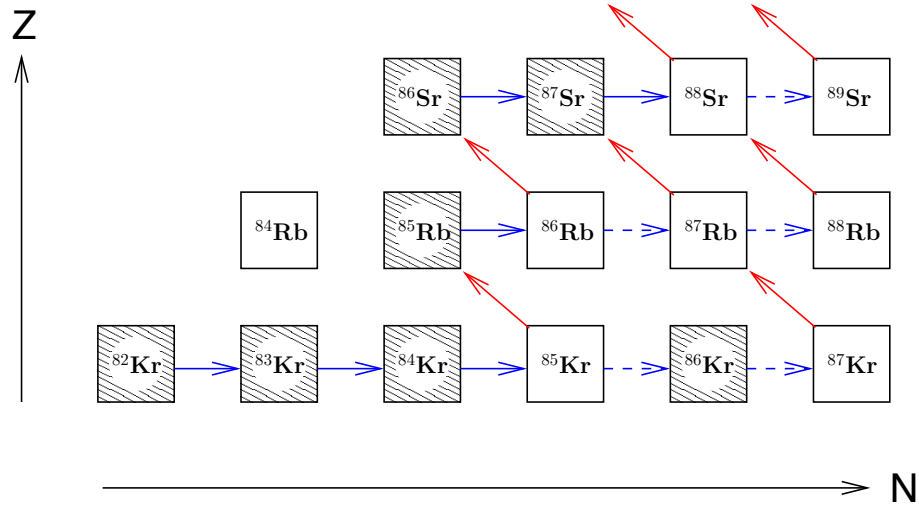 Z
⁸⁶Sr ⁸⁷Sr ⁸⁸Sr ⁸⁹Sr
⁸⁴Rb ⁸⁵Rb ⁸⁶Rb ⁸⁷Rb ⁸⁸Rb
⁸²Kr ⁸³Kr ⁸⁴Kr ⁸⁵Kr ⁸⁶Kr ⁸⁷Kr
N